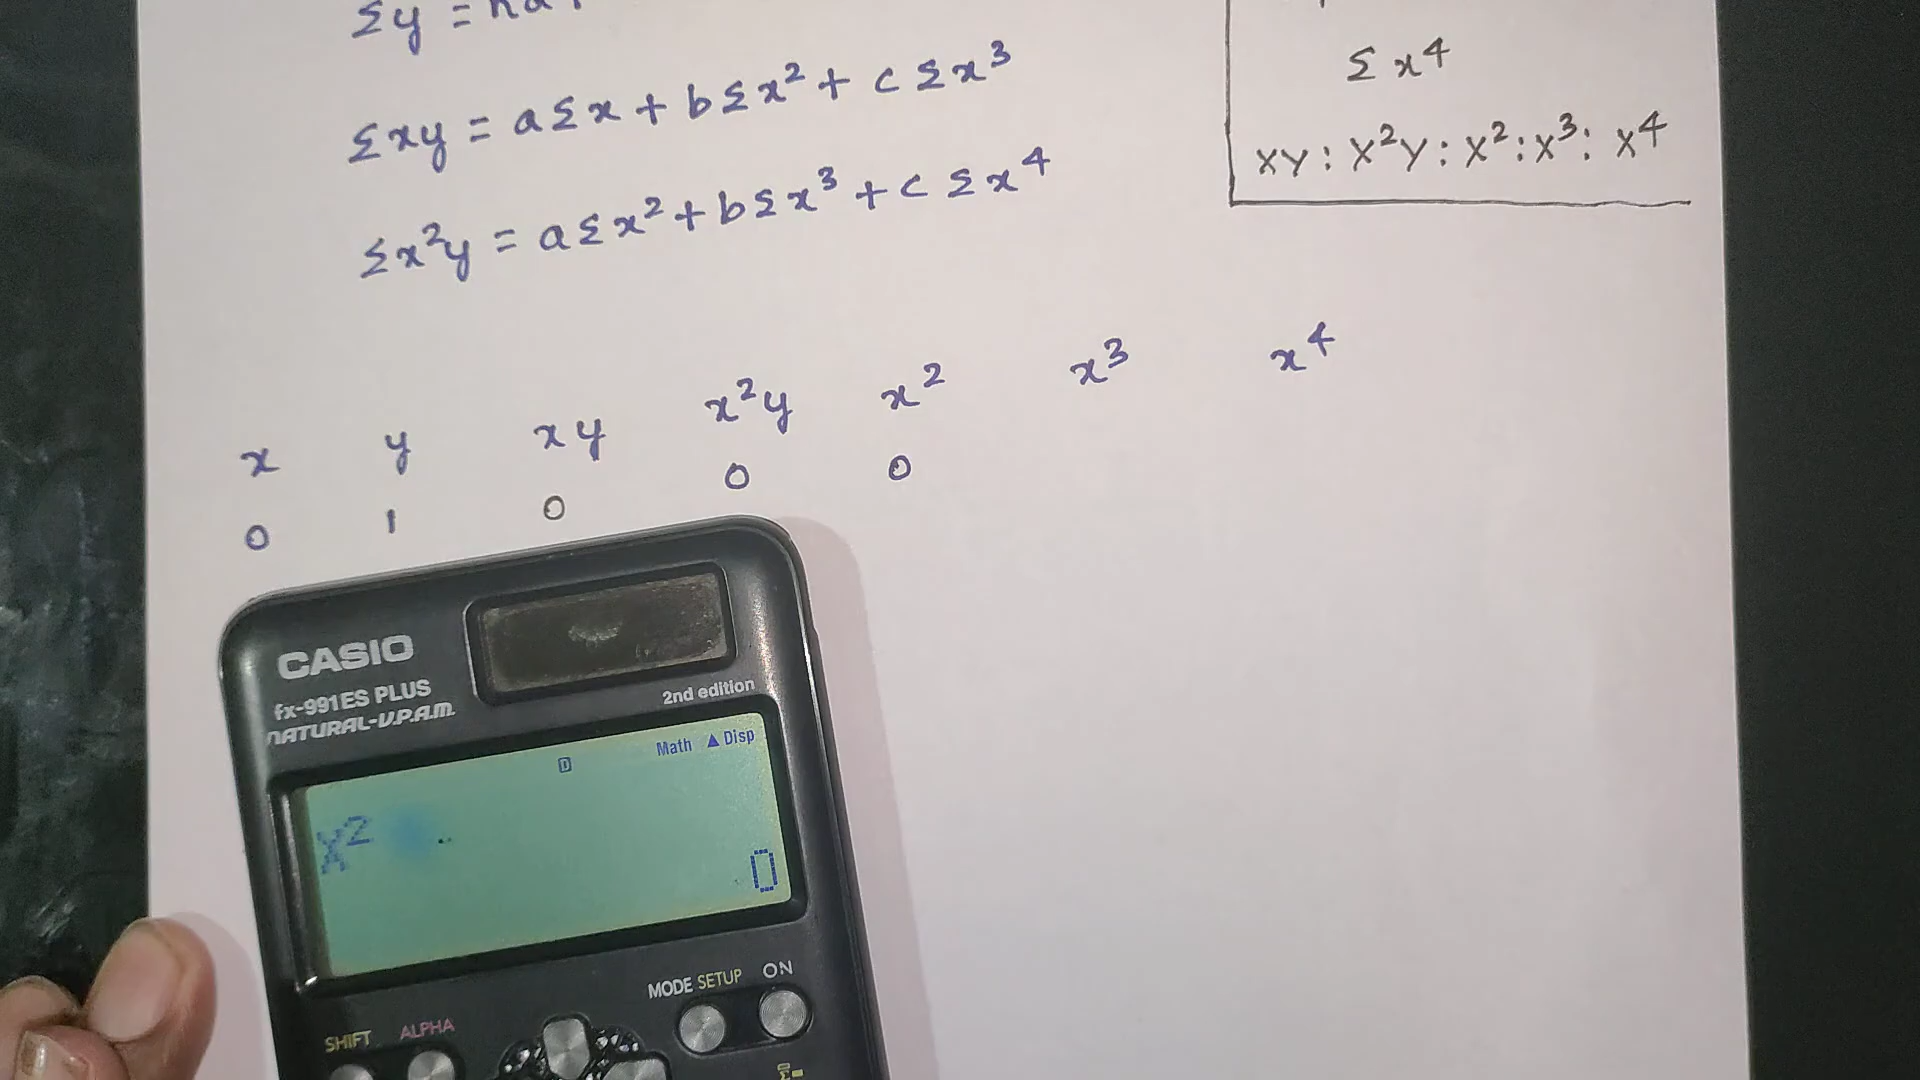 Σy = na
Σxy = aΣx + bΣx² + cΣx³
Σx²y = aΣx² + bΣx³ + cΣx⁴
Σx⁴
XY : X²Y : X² : X³ : X⁴
x y xy x²y x² x³ x⁴
0 1 0 0 0
CASIO
fx-991ES PLUS
NATURAL-V.P.A.M.
2nd edition
D Math ▲ Disp
X²
0
MODE SETUP ON
SHIFT ALPHA